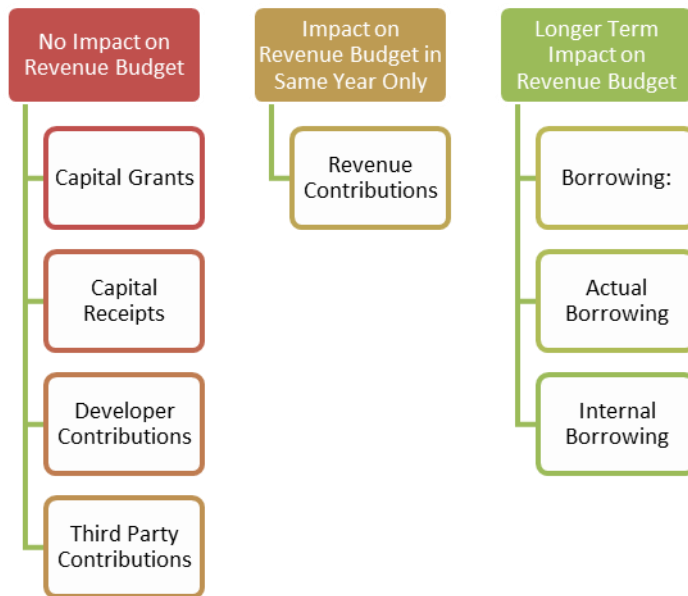 No Impact on
Revenue Budget
Capital Grants
Capital
Receipts
Developer
Contributions
Third Party
Contributions
Impact on
Revenue Budget in
Same Year Only
Revenue
Contributions
Longer Term
Impact on
Revenue Budget
Borrowing:
Actual
Borrowing
Internal
Borrowing